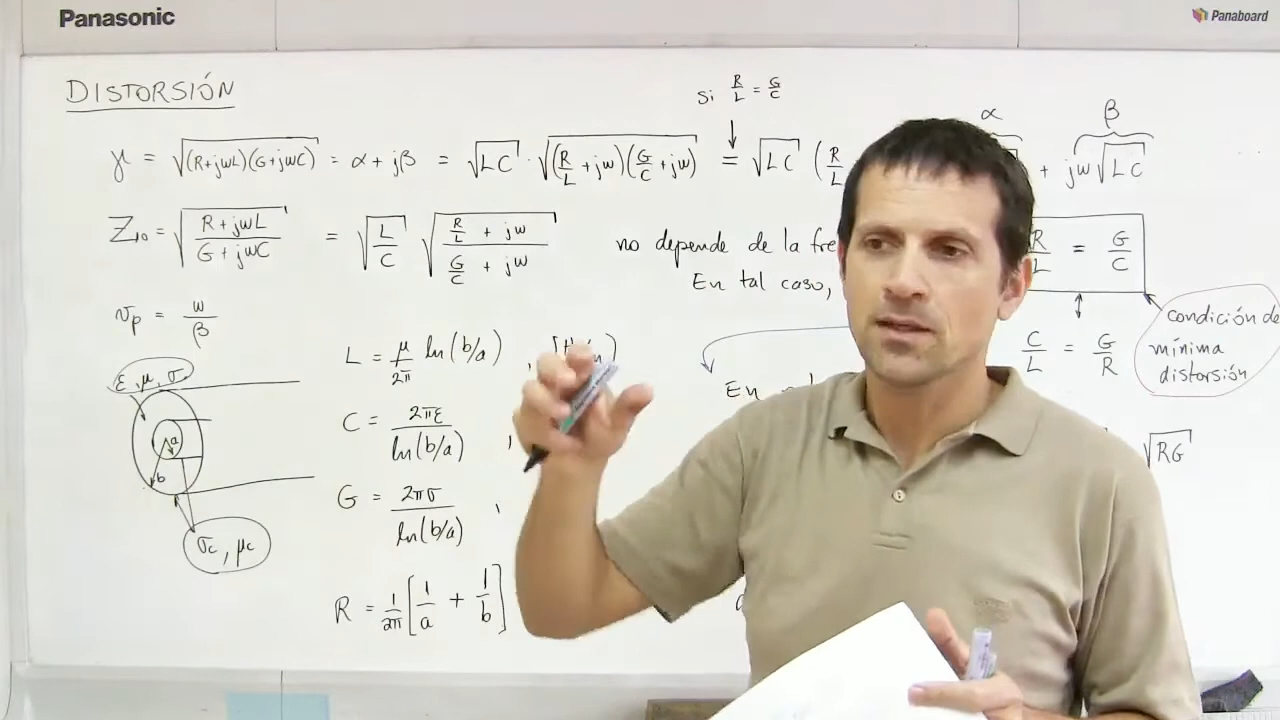 Panasonic
Panaboard
DISTORSIÓN
Si R/L = G/C
α β
γ = √((R+jωL)(G+jωC)) = α + jβ = √LC · √((R/L + jω)(G/C + jω)) = √LC (R/L + jω√LC
Z₁₀ = √((R + jωL)/(G + jωC)) = √(L/C) √((R/L + jω)/(G/C + jω))
no depende de la fre
R/L = G/C
En tal caso,
condición de
mínima
distorsión
C/L = G/R
v_p = ω/β
L = μ/2π ln(b/a) ,
En
ε, μ, σ
a
b
C = 2πε/ln(b/a) ,
√RG
G = 2πσ/ln(b/a) ,
σc, μc
R = 1/2π [1/a + 1/b]